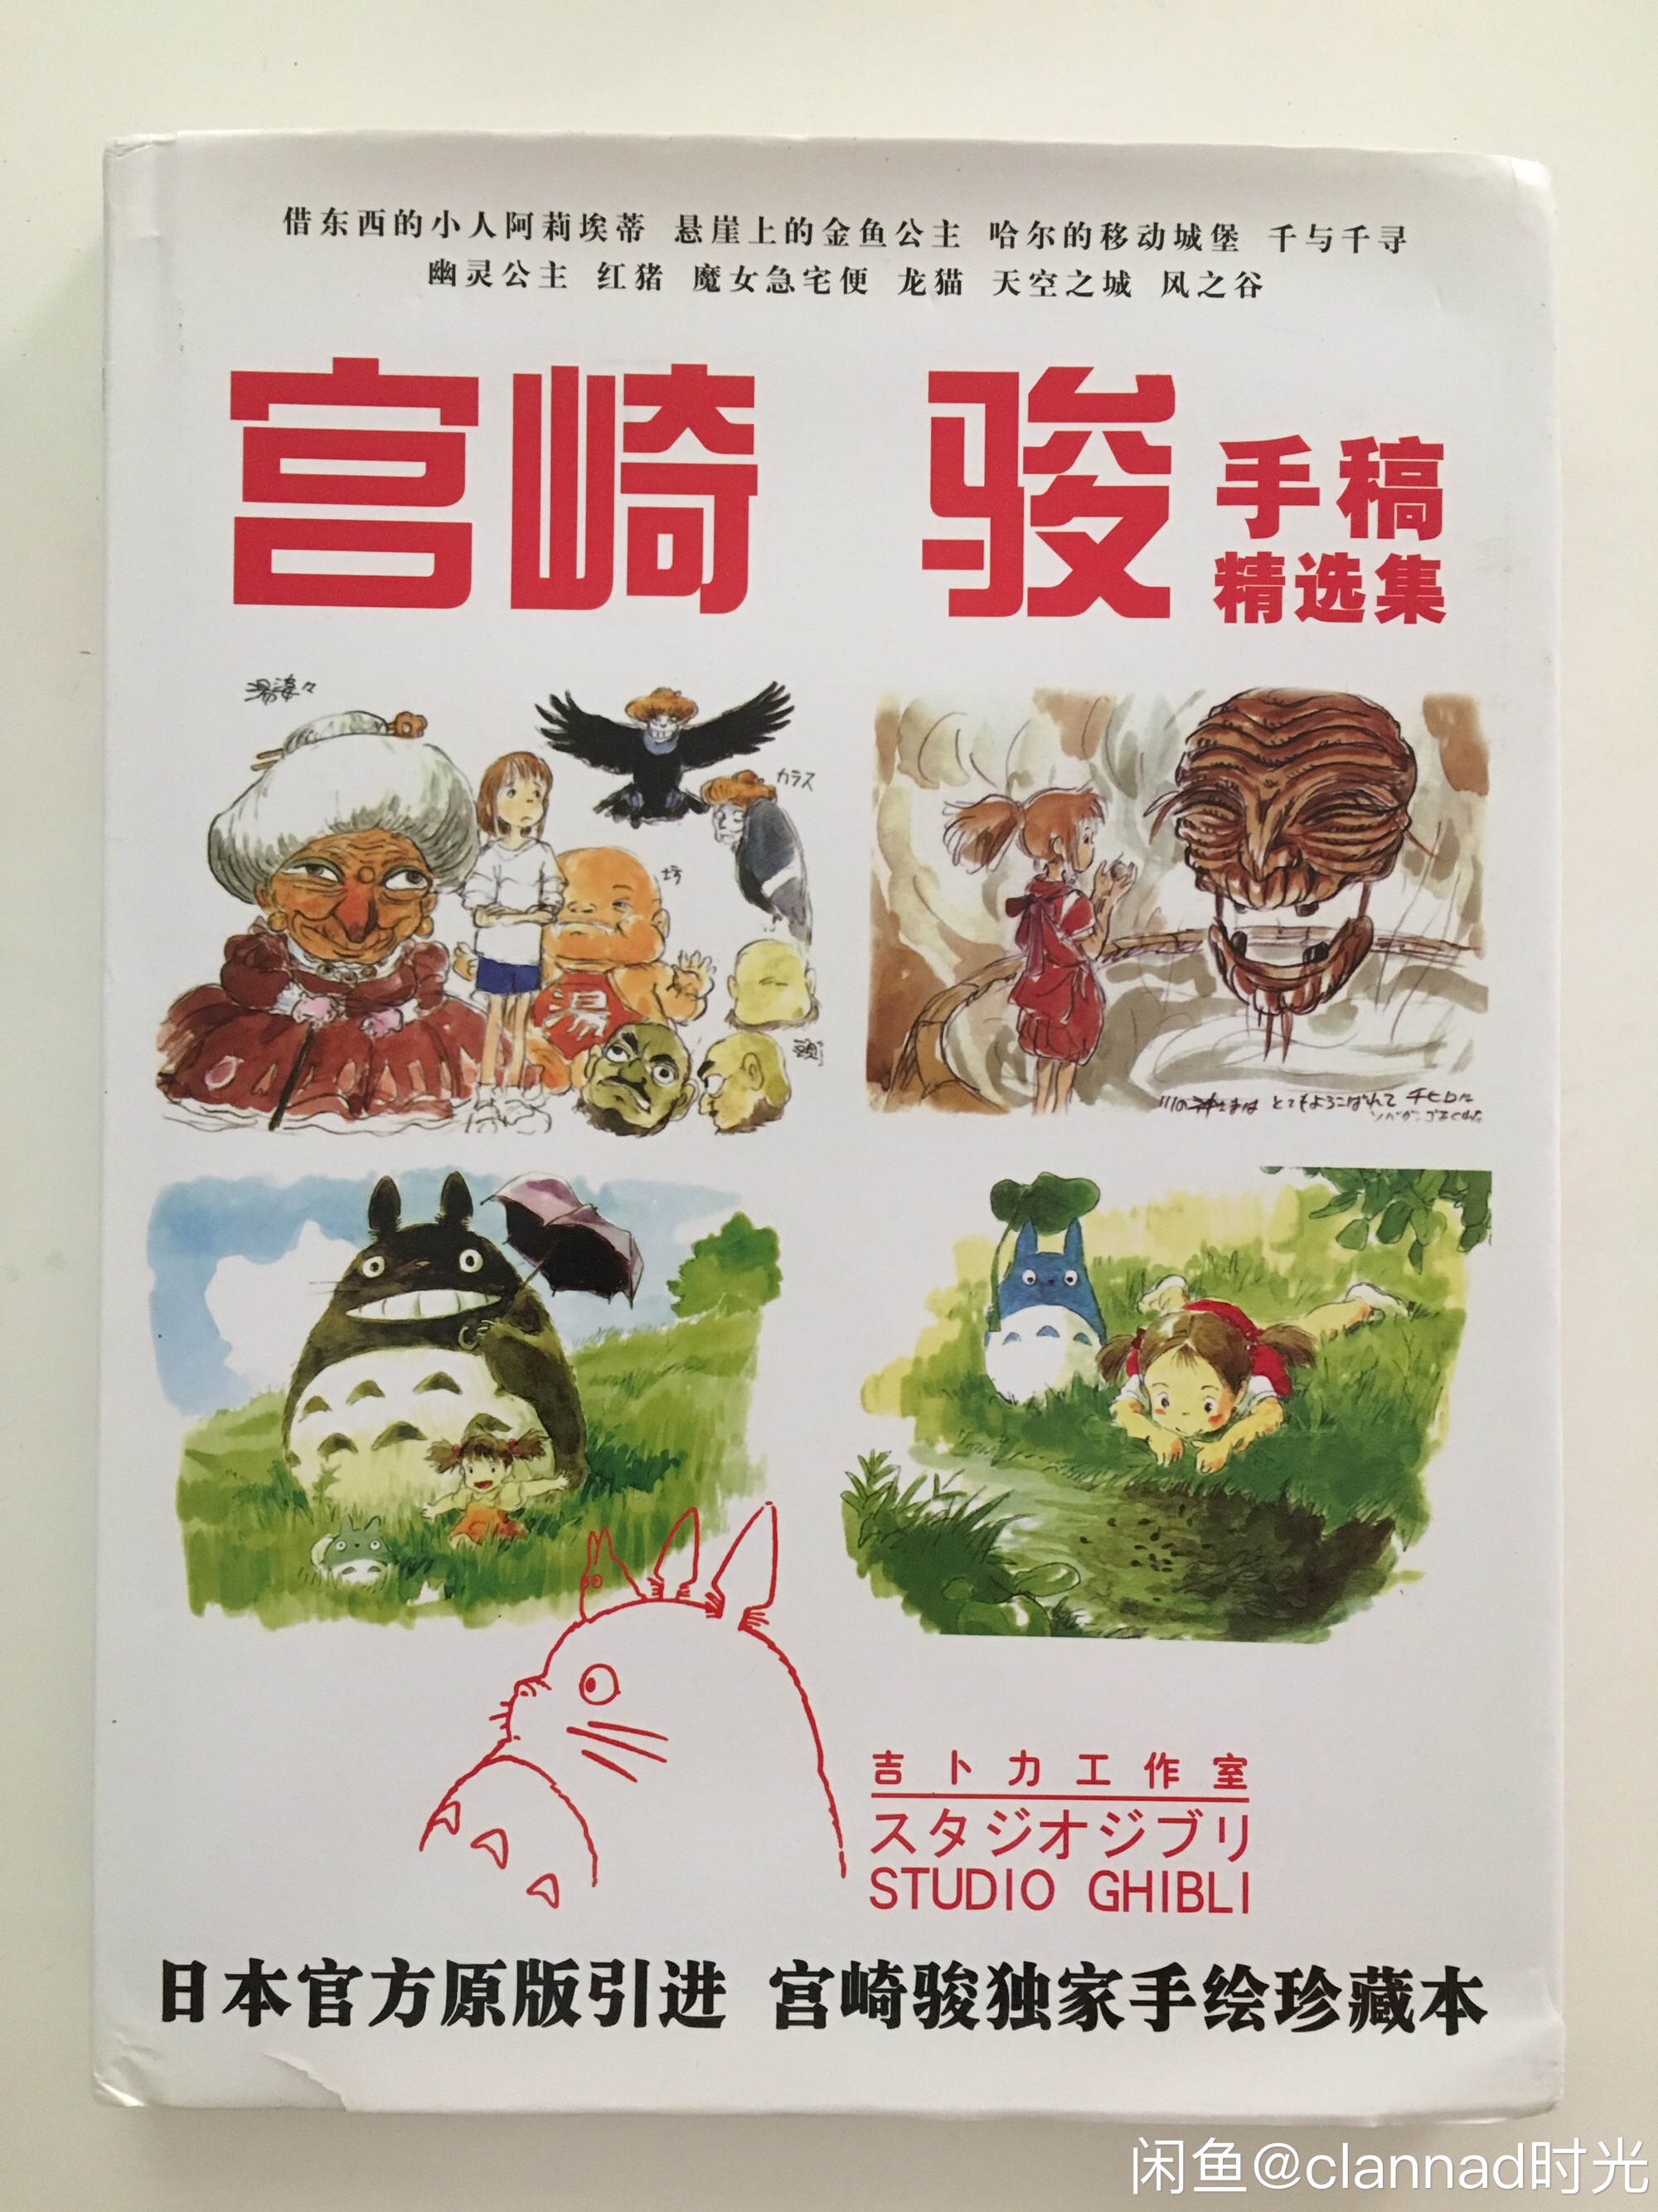 借东西的小人阿莉埃蒂 悬崖上的金鱼公主 哈尔的移动城堡 千与千寻
幽灵公主 红猪 魔女急宅便 龙猫 天空之城 风之谷
宫崎 骏 手稿
精选集
湯婆々
カラス
坊
湯
頭
川の神さまは とてもよろこばれて チヒロに
吉卜力工作室
スタジオジブリ
STUDIO GHIBLI
日本官方原版引进 宫崎骏独家手绘珍藏本
闲鱼@clannad时光